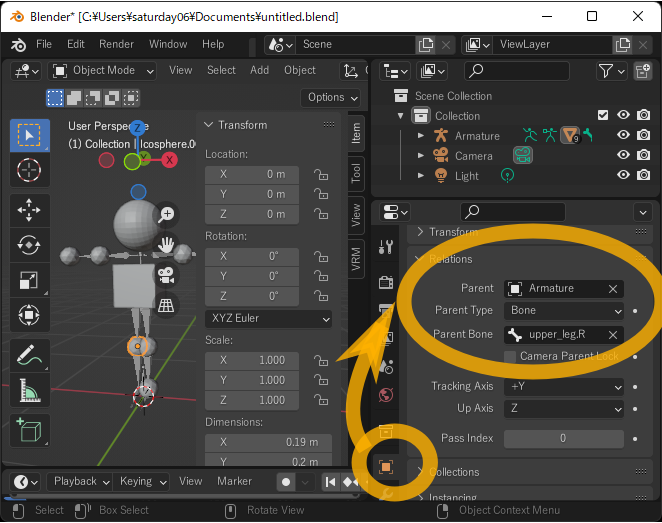 Blender* [C:¥Users¥saturday06¥Documents¥untitled.blend]
File Edit Render Window Help Scene ViewLayer
Object Mode View Select Add Object
Options
User Perspective
(1) Collection | Icosphere.00
Transform
Location:
X 0 m
Y 0 m
Z 0 m
Rotation:
X 0°
Y 0°
Z 0°
XYZ Euler
Scale:
X 1.000
Y 1.000
Z 1.000
Dimensions:
X 0.19 m
Y 0.2 m
Item
Tool
View
VRM
Z
Y
X
Playback Keying View Marker
Scene Collection
Collection
Armature 9
Camera
Light
Transform
Relations
Parent Armature
Parent Type Bone
Parent Bone upper_leg.R
Camera Parent Lock
Tracking Axis +Y
Up Axis Z
Pass Index 0
Collections
Instancing
Select Box Select Rotate View Object Context Menu